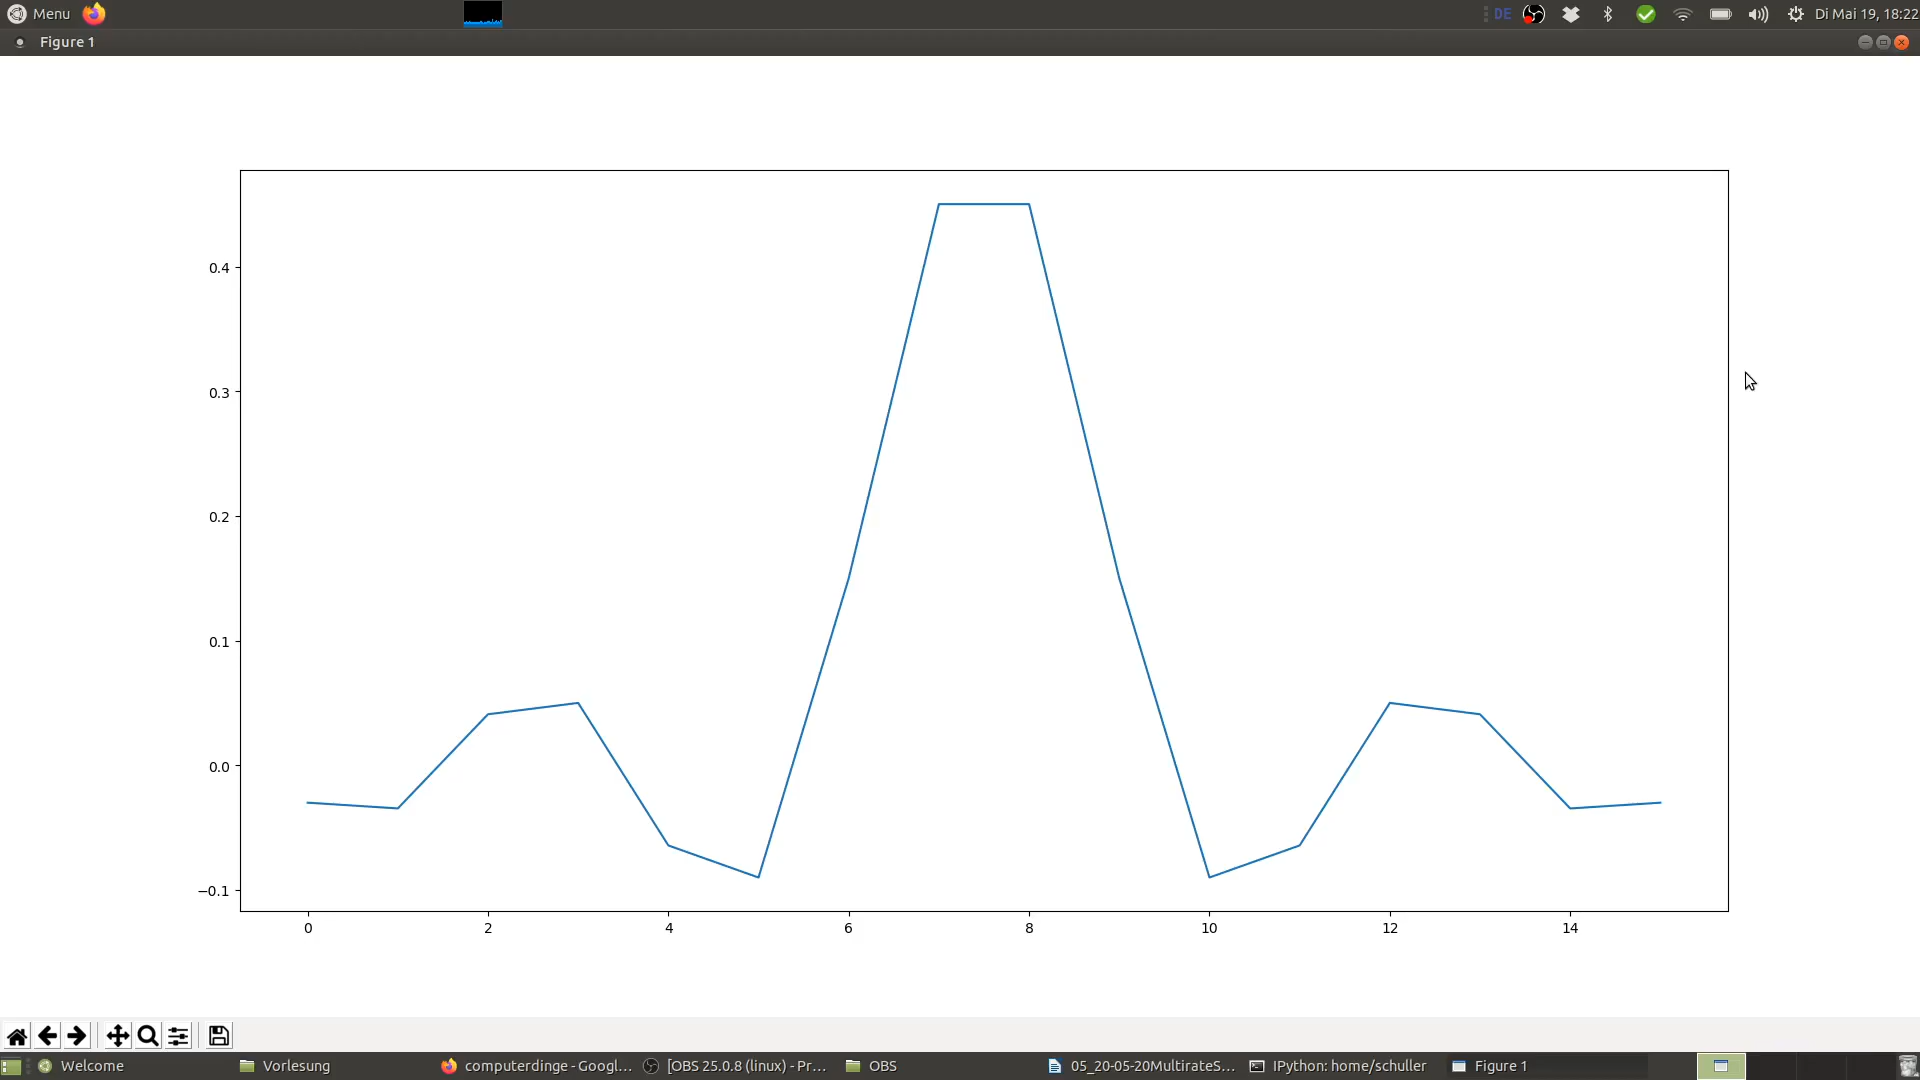 Menu DE Di Mai 19, 18:22
Figure 1
0.4
0.3
0.2
0.1
0.0
−0.1
0 2 4 6 8 10 12 14
Welcome Vorlesung computerdinge - Googl... [OBS 25.0.8 (linux) - Pr... OBS 05_20-05-20MultirateS... IPython: home/schuller Figure 1